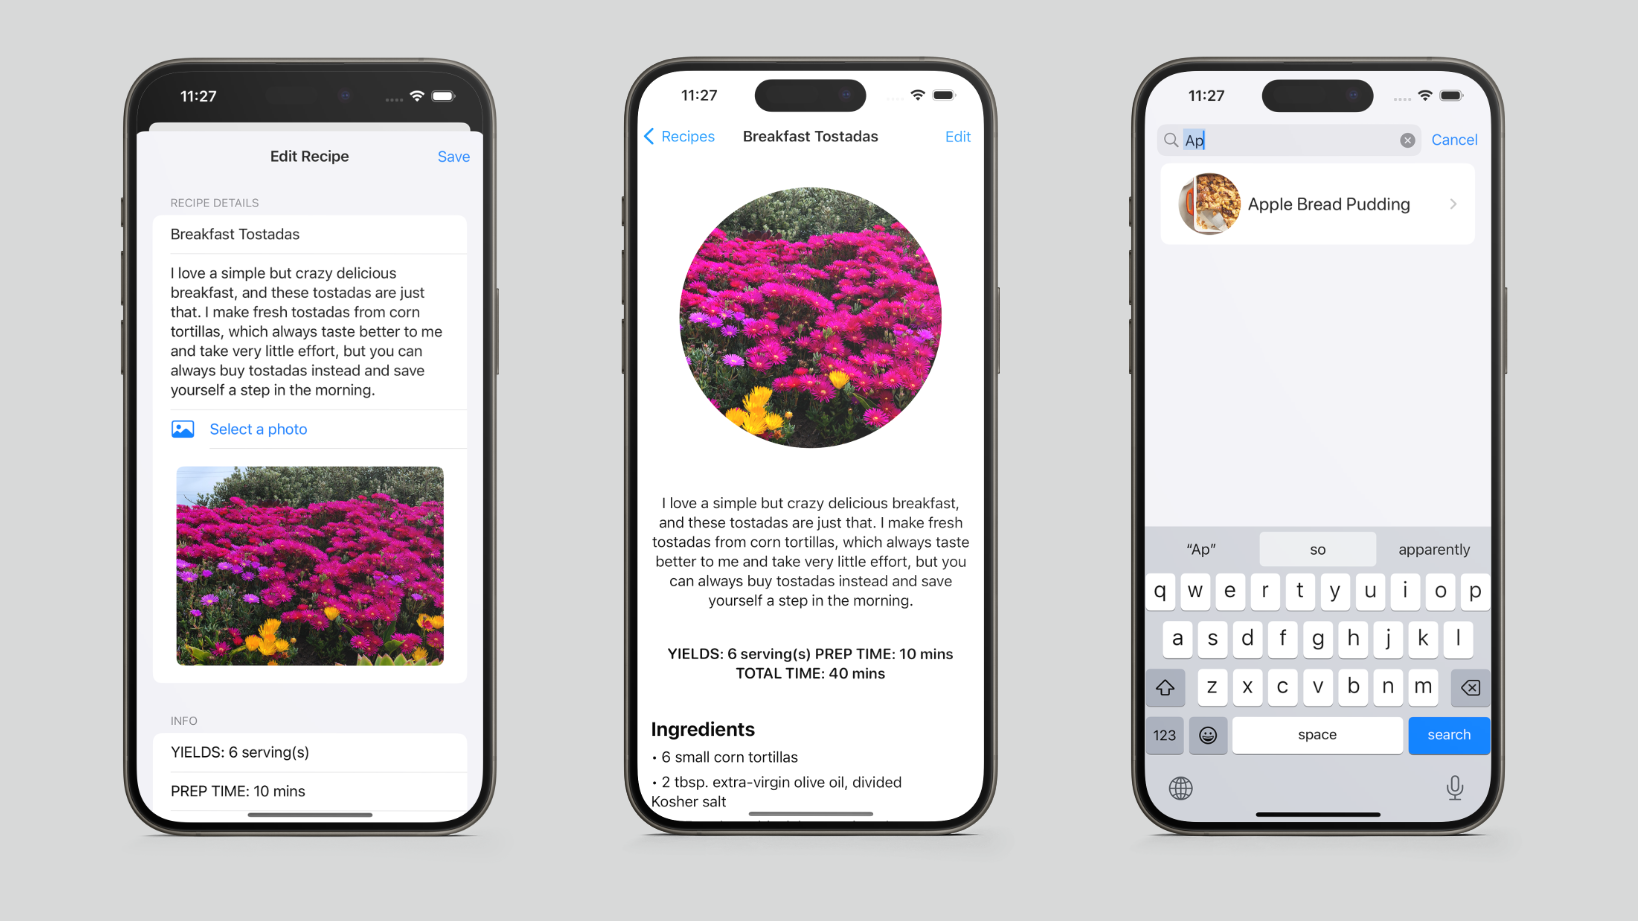 11:27
Edit Recipe
Save
RECIPE DETAILS
Breakfast Tostadas
I love a simple but crazy delicious
breakfast, and these tostadas are just
that. I make fresh tostadas from corn
tortillas, which always taste better to me
and take very little effort, but you can
always buy tostadas instead and save
yourself a step in the morning.
Select a photo
INFO
YIELDS: 6 serving(s)
PREP TIME: 10 mins
11:27
Recipes
Breakfast Tostadas
Edit
I love a simple but crazy delicious breakfast,
and these tostadas are just that. I make fresh
tostadas from corn tortillas, which always taste
better to me and take very little effort, but you
can always buy tostadas instead and save
yourself a step in the morning.
YIELDS: 6 serving(s) PREP TIME: 10 mins
TOTAL TIME: 40 mins
Ingredients
• 6 small corn tortillas
• 2 tbsp. extra-virgin olive oil, divided
Kosher salt
11:27
Ap
Cancel
Apple Bread Pudding
“Ap” so apparently
q w e r t y u i o p
a s d f g h j k l
z x c v b n m
123 space search